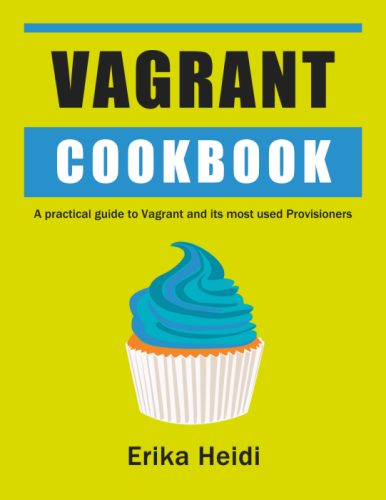 VAGRANT
COOKBOOK
A practical guide to Vagrant and its most used Provisioners
Erika Heidi